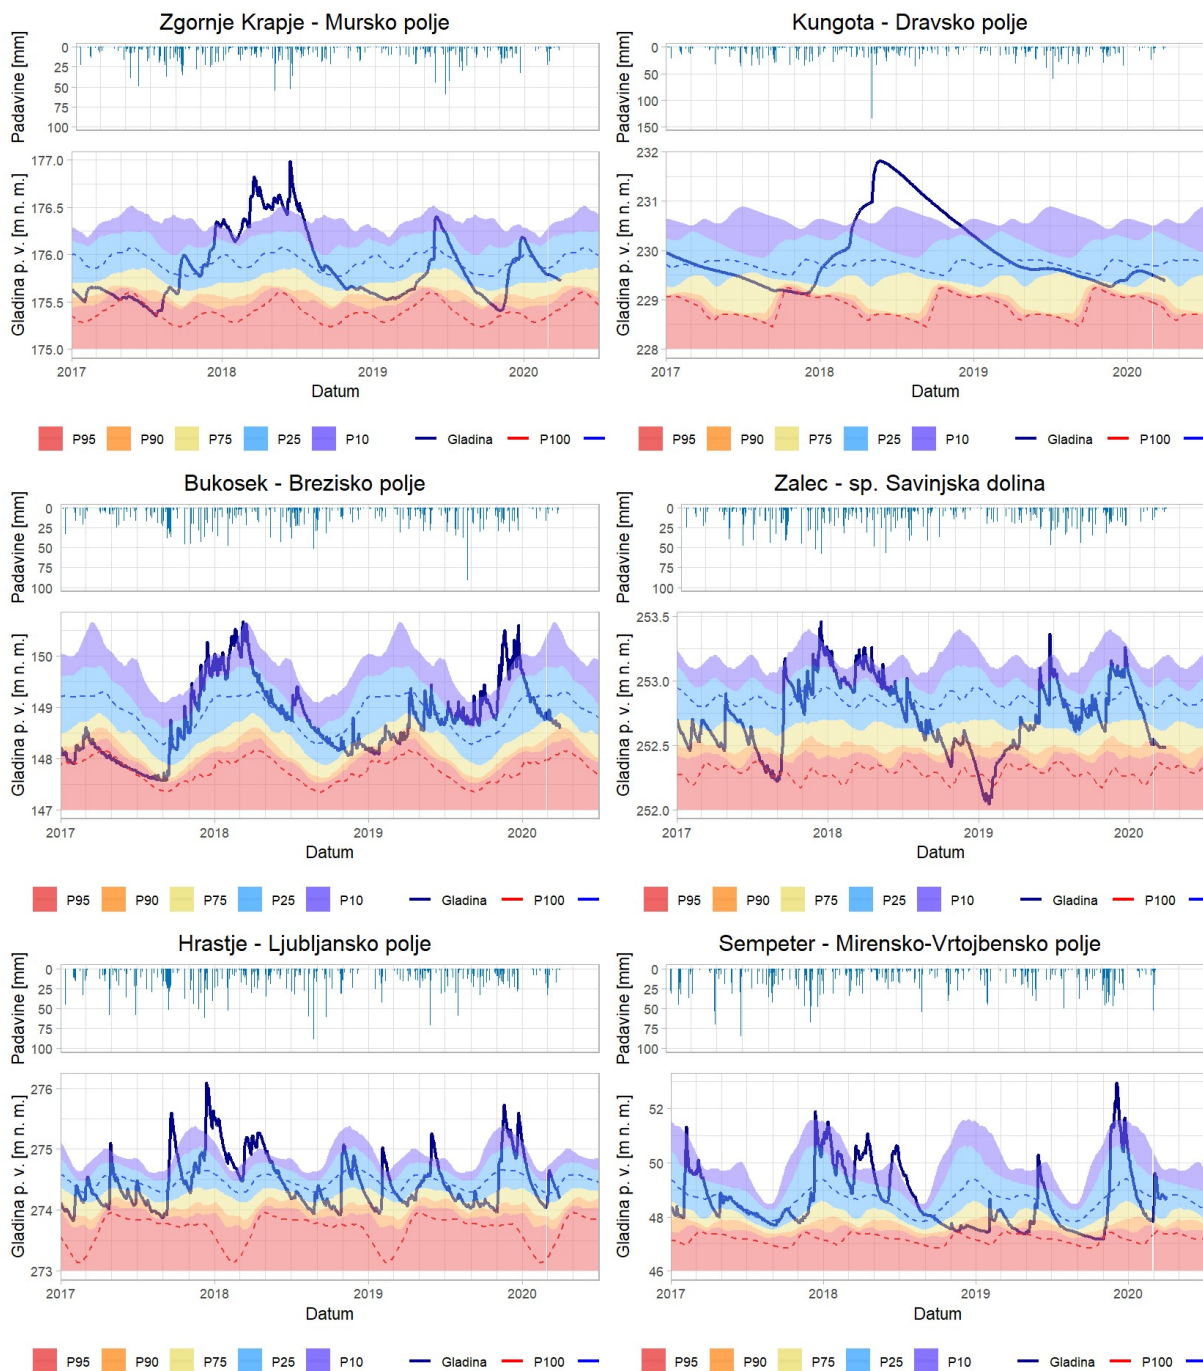 Zgornje Krapje - Mursko polje
Padavine [mm]
0
25
50
75
100
Gladina p. v. [m n. m.]
177.0
176.5
176.0
175.5
175.0
2017 2018 2019 2020
Datum
P95 P90 P75 P25 P10 Gladina P100
Kungota - Dravsko polje
Padavine [mm]
0
50
100
150
Gladina p. v. [m n. m.]
232
231
230
229
228
2017 2018 2019 2020
Datum
P95 P90 P75 P25 P10 Gladina P100
Bukosek - Brezisko polje
Padavine [mm]
0
25
50
75
100
Gladina p. v. [m n. m.]
150
149
148
147
2017 2018 2019 2020
Datum
P95 P90 P75 P25 P10 Gladina P100
Zalec - sp. Savinjska dolina
Padavine [mm]
0
25
50
75
100
Gladina p. v. [m n. m.]
253.5
253.0
252.5
252.0
2017 2018 2019 2020
Datum
P95 P90 P75 P25 P10 Gladina P100
Hrastje - Ljubljansko polje
Padavine [mm]
0
25
50
75
100
Gladina p. v. [m n. m.]
276
275
274
273
2017 2018 2019 2020
Datum
P95 P90 P75 P25 P10 Gladina P100
Sempeter - Mirensko-Vrtojbensko polje
Padavine [mm]
0
25
50
75
100
Gladina p. v. [m n. m.]
52
50
48
46
2017 2018 2019 2020
Datum
P95 P90 P75 P25 P10 Gladina P100